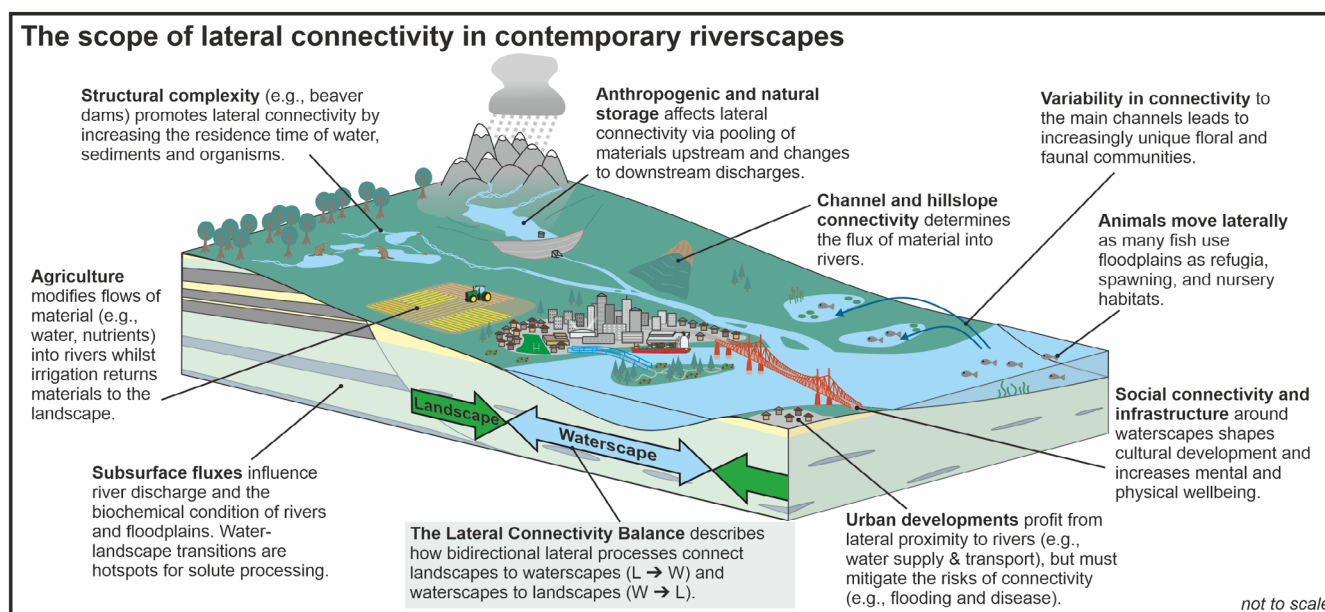 The scope of lateral connectivity in contemporary riverscapes
Structural complexity (e.g., beaver
dams) promotes lateral connectivity by
increasing the residence time of water,
sediments and organisms.
Anthropogenic and natural
storage affects lateral
connectivity via pooling of
materials upstream and changes
to downstream discharges.
Variability in connectivity to
the main channels leads to
increasingly unique floral and
faunal communities.
Channel and hillslope
connectivity determines
the flux of material into
rivers.
Animals move laterally
as many fish use
floodplains as refugia,
spawning, and nursery
habitats.
Agriculture
modifies flows of
material (e.g.,
water, nutrients)
into rivers whilst
irrigation returns
materials to the
landscape.
H
Landscape
Waterscape
Social connectivity and
infrastructure around
waterscapes shapes
cultural development and
increases mental and
physical wellbeing.
Subsurface fluxes influence
river discharge and the
biochemical condition of rivers
and floodplains. Water-
landscape transitions are
hotspots for solute processing.
The Lateral Connectivity Balance describes
how bidirectional lateral processes connect
landscapes to waterscapes (L ➔ W) and
waterscapes to landscapes (W ➔ L).
Urban developments profit from
lateral proximity to rivers (e.g.,
water supply & transport), but must
mitigate the risks of connectivity
(e.g., flooding and disease).
not to scale